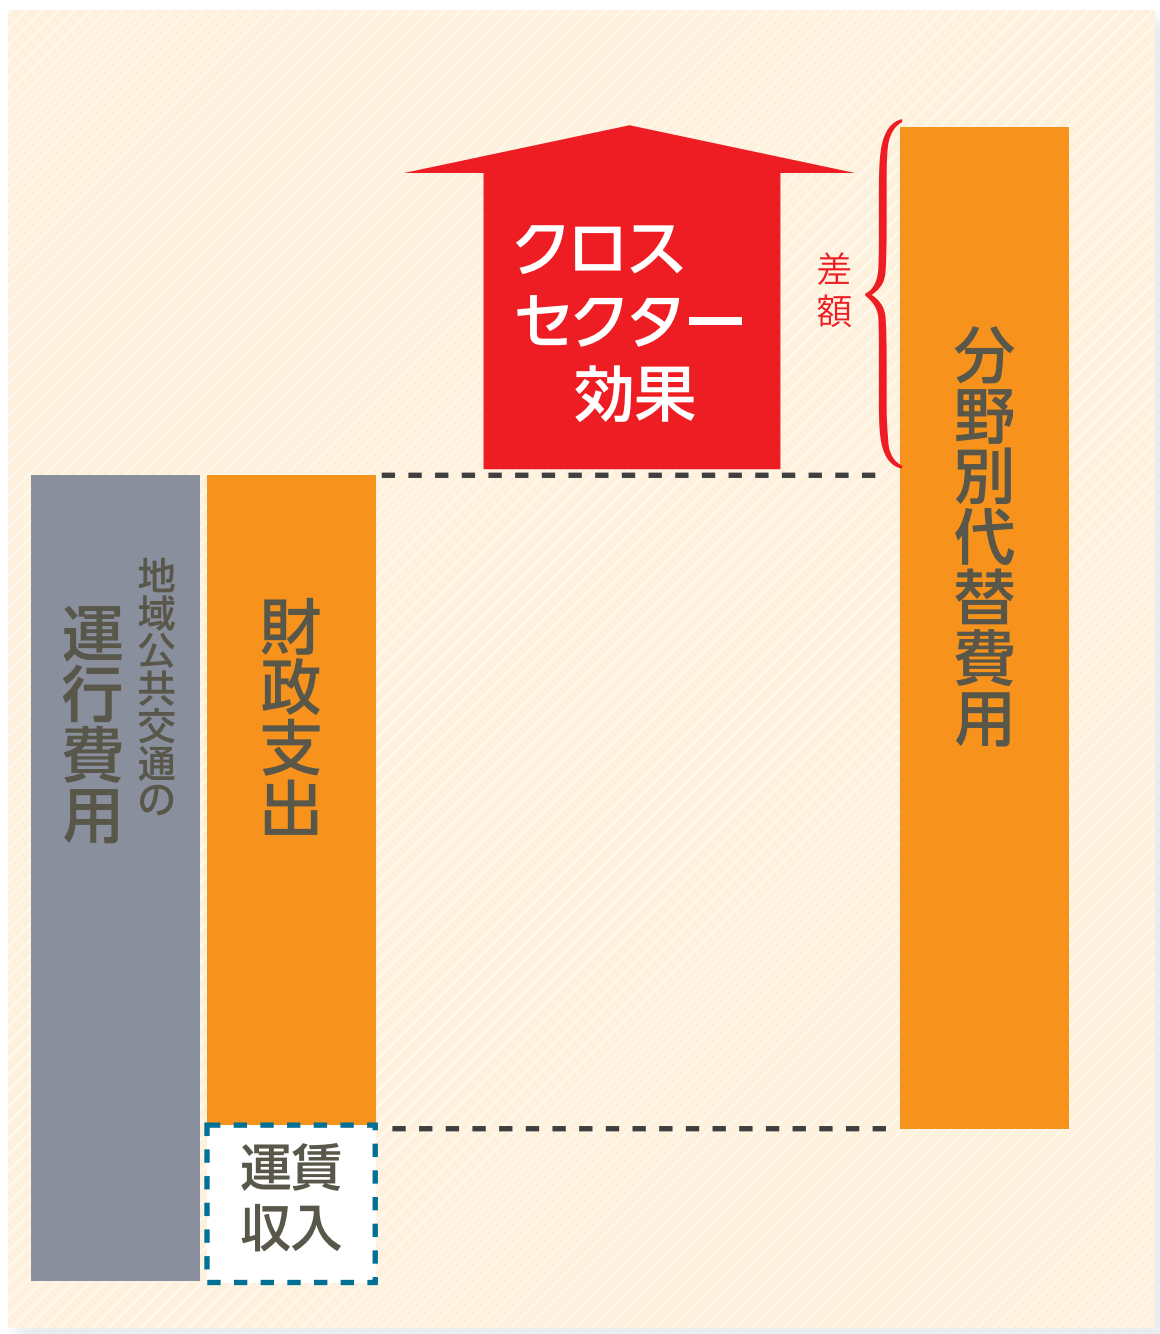 クロス
セクター
効果
差額
分野別代替費用
地域公共交通の
運行費用
財政支出
運賃
収入